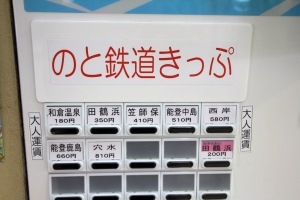 のと鉄道きっぷ
大人運賃
和倉温泉 田鶴浜 笠師保 能登中島 西岸
180円 350円 410円 510円 580円
大人運賃
能登鹿島 穴水 田鶴浜
660円 810円 200円